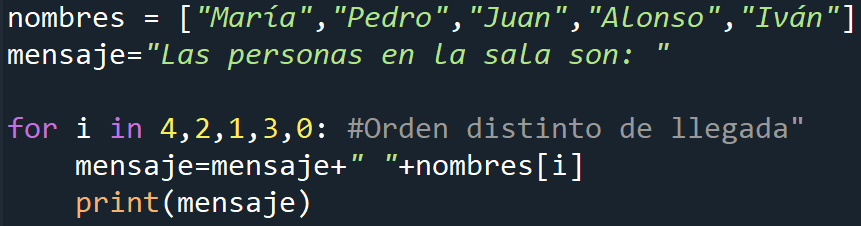 nombres = ["María","Pedro","Juan","Alonso","Iván"]
mensaje="Las personas en la sala son: "
for i in 4,2,1,3,0: #Orden distinto de llegada"
    mensaje=mensaje+" "+nombres[i]
    print(mensaje)